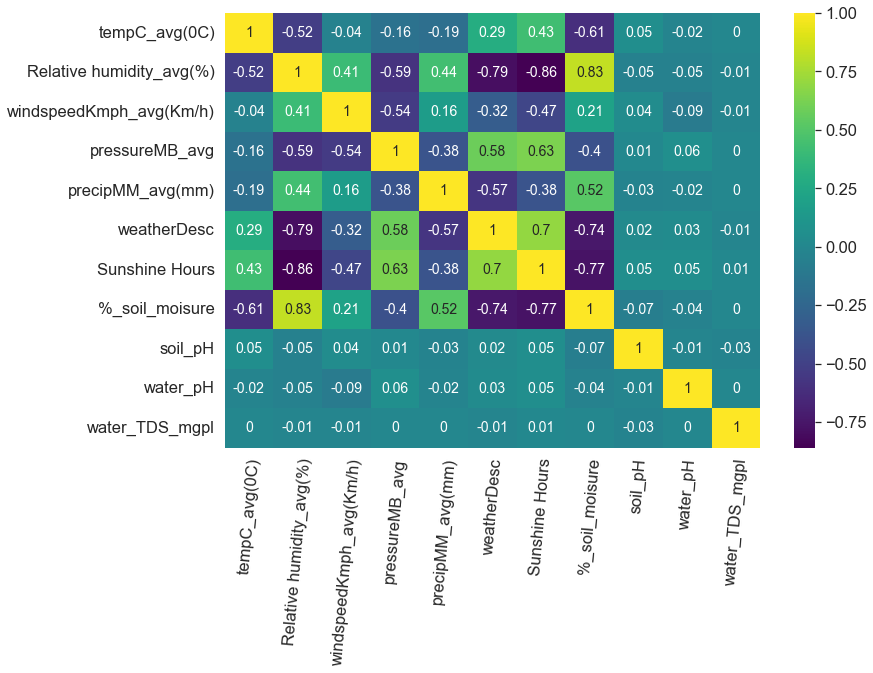 tempC_avg(0C) 1 -0.52 -0.04 -0.16 -0.19 0.29 0.43 -0.61 0.05 -0.02 0
Relative humidity_avg(%) -0.52 1 0.41 -0.59 0.44 -0.79 -0.86 0.83 -0.05 -0.05 -0.01
windspeedKmph_avg(Km/h) -0.04 0.41 1 -0.54 0.16 -0.32 -0.47 0.21 0.04 -0.09 -0.01
pressureMB_avg -0.16 -0.59 -0.54 1 -0.38 0.58 0.63 -0.4 0.01 0.06 0
precipMM_avg(mm) -0.19 0.44 0.16 -0.38 1 -0.57 -0.38 0.52 -0.03 -0.02 0
weatherDesc 0.29 -0.79 -0.32 0.58 -0.57 1 0.7 -0.74 0.02 0.03 -0.01
Sunshine Hours 0.43 -0.86 -0.47 0.63 -0.38 0.7 1 -0.77 0.05 0.05 0.01
%_soil_moisure -0.61 0.83 0.21 -0.4 0.52 -0.74 -0.77 1 -0.07 -0.04 0
soil_pH 0.05 -0.05 0.04 0.01 -0.03 0.02 0.05 -0.07 1 -0.01 -0.03
water_pH -0.02 -0.05 -0.09 0.06 -0.02 0.03 0.05 -0.04 -0.01 1 0
water_TDS_mgpl 0 -0.01 -0.01 0 0 -0.01 0.01 0 -0.03 0 1
tempC_avg(0C)
Relative humidity_avg(%)
windspeedKmph_avg(Km/h)
pressureMB_avg
precipMM_avg(mm)
weatherDesc
Sunshine Hours
%_soil_moisure
soil_pH
water_pH
water_TDS_mgpl
1.00
0.75
0.50
0.25
0.00
-0.25
-0.50
-0.75